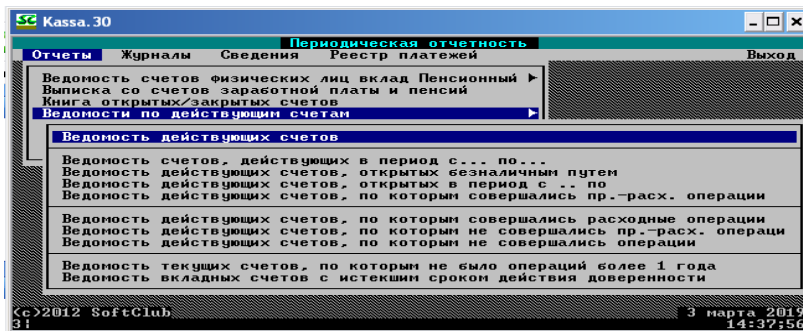 SC Kassa.30
Периодическая отчетность
Отчеты Журналы Сведения Реестр платежей Выход
Ведомость счетов физических лиц вклад Пенсионный
Выписка со счетов заработной платы и пенсий
Книга открытых/закрытых счетов
Ведомости по действующим счетам
Ведомость действующих счетов
Ведомость счетов, действующих в период с... по...
Ведомость действующих счетов, открытых безналичным путем
Ведомость действующих счетов, открытых в период с .. по
Ведомость действующих счетов, по которым совершались пр.-расх. операции
Ведомость действующих счетов, по которым совершались расходные операции
Ведомость действующих счетов, по которым не совершались пр.-расх. операци
Ведомость действующих счетов, по которым не совершались операции
Ведомость текущих счетов, по которым не было операций более 1 года
Ведомость вкладных счетов с истекшим сроком действия доверенности
(c)2012 SoftClub 3 марта 2019
3¦ 14:37:56